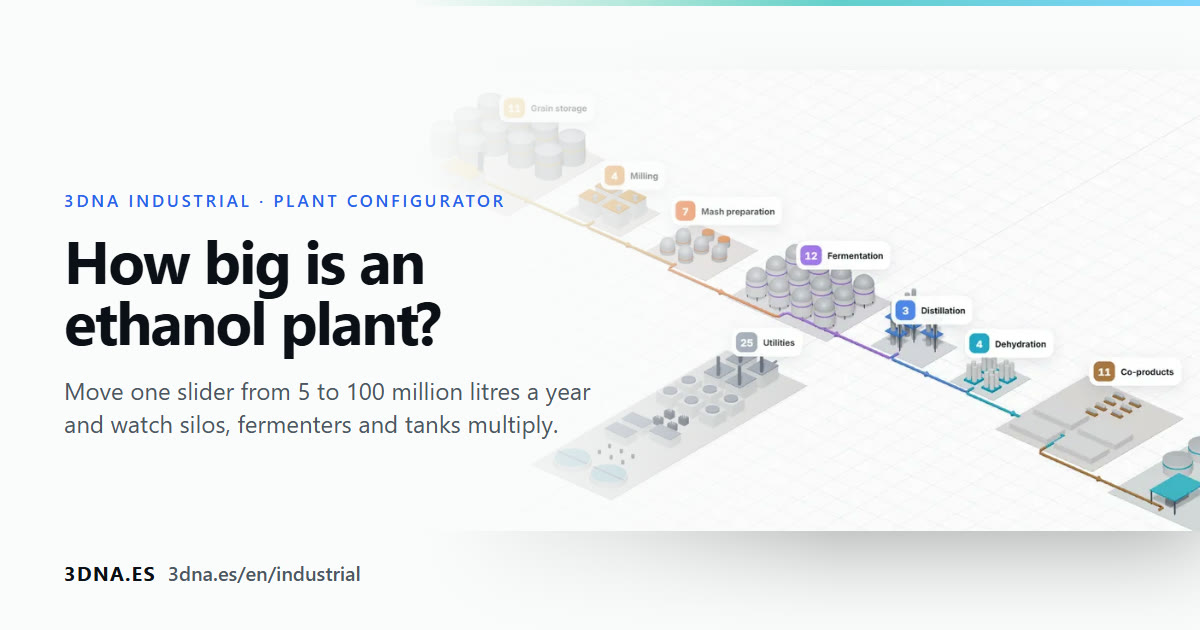 3DNA INDUSTRIAL · PLANT CONFIGURATOR
How big is an
ethanol plant?
Move one slider from 5 to 100 million litres a year
and watch silos, fermenters and tanks multiply.
3DNA.ES 3dna.es/en/industrial
11 Grain storage
4 Milling
7 Mash preparation
12 Fermentation
3 Distillation
4 Dehydration
25 Utilities
11 Co-products